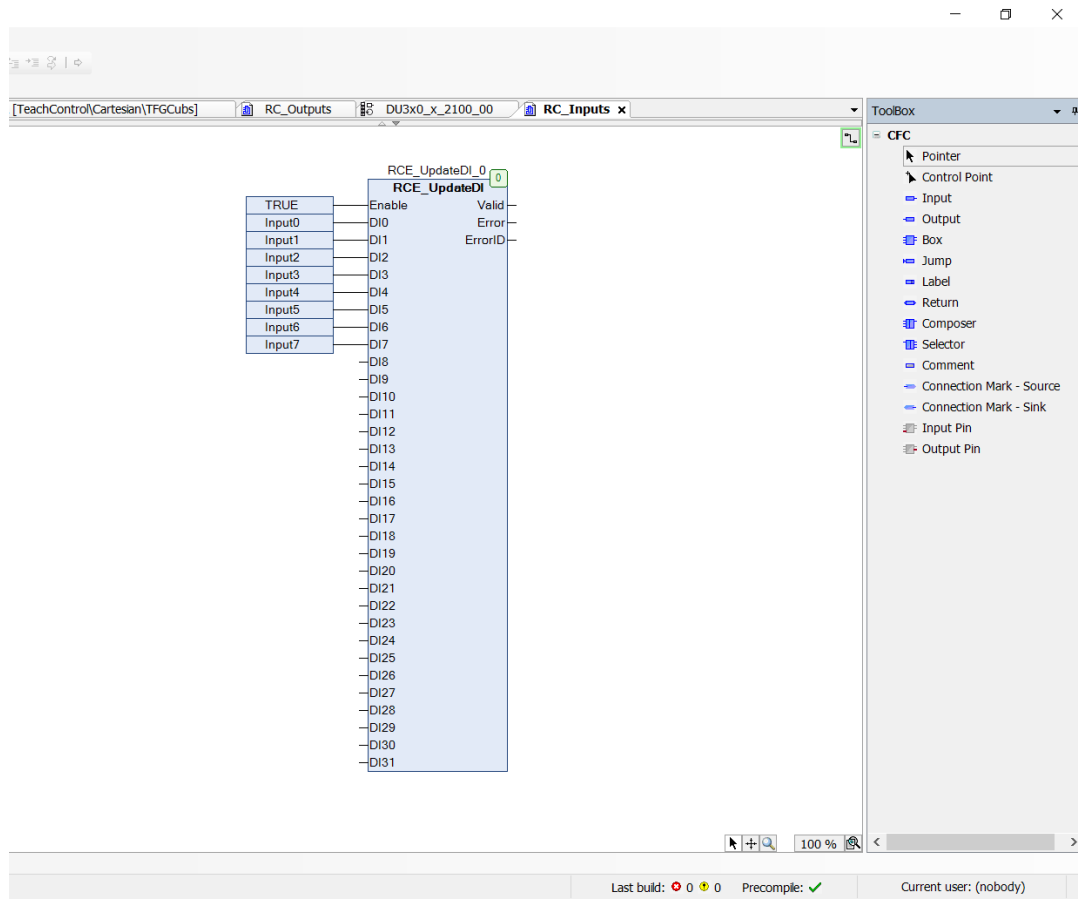 [TeachControl\Cartesian\TFGCubs] RC_Outputs DU3x0_x_2100_00 RC_Inputs x
ToolBox
CFC
Pointer
Control Point
Input
Output
Box
Jump
Label
Return
Composer
Selector
Comment
Connection Mark - Source
Connection Mark - Sink
Input Pin
Output Pin
RCE_UpdateDI_0
0
RCE_UpdateDI
TRUE Enable Valid
Input0 DI0 Error
Input1 DI1 ErrorID
Input2 DI2
Input3 DI3
Input4 DI4
Input5 DI5
Input6 DI6
Input7 DI7
DI8
DI9
DI10
DI11
DI12
DI13
DI14
DI15
DI16
DI17
DI18
DI19
DI20
DI21
DI22
DI23
DI24
DI25
DI26
DI27
DI28
DI29
DI30
DI31
100 %
Last build: 0 0 Precompile: Current user: (nobody)